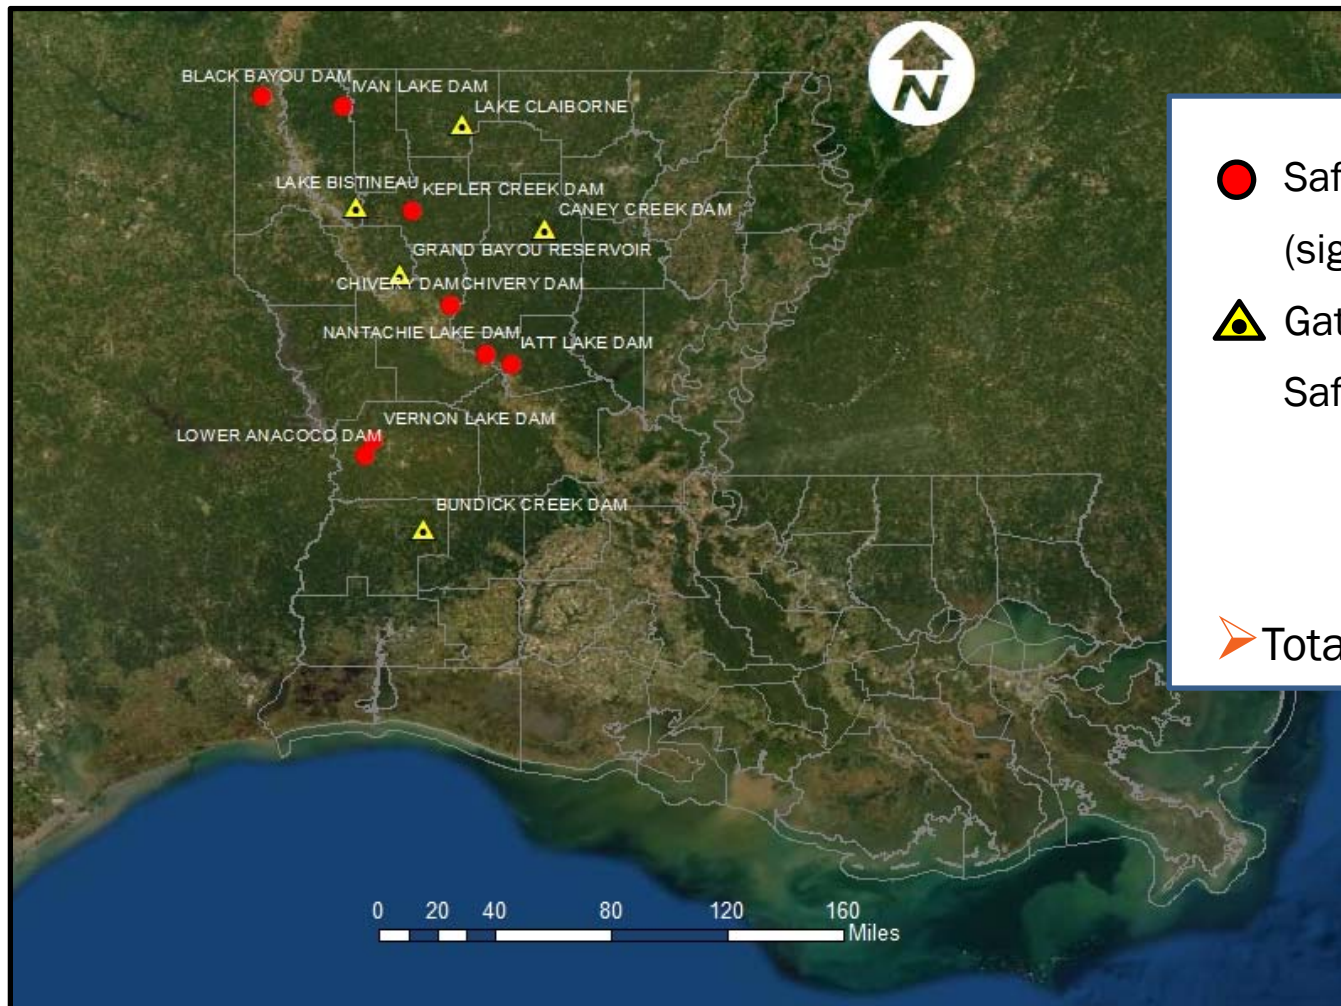 N
BLACK BAYOU DAM
IVAN LAKE DAM
LAKE CLAIBORNE
LAKE BISTINEAU
KEPLER CREEK DAM
CANEY CREEK DAM
GRAND BAYOU RESERVOIR
CHIVERY DAM
CHIVERY DAM
NANTACHIE LAKE DAM
IATT LAKE DAM
VERNON LAKE DAM
LOWER ANACOCO DAM
BUNDICK CREEK DAM
Saf
(sig
Gat
Saf
Tota
0 20 40 80 120 160
Miles